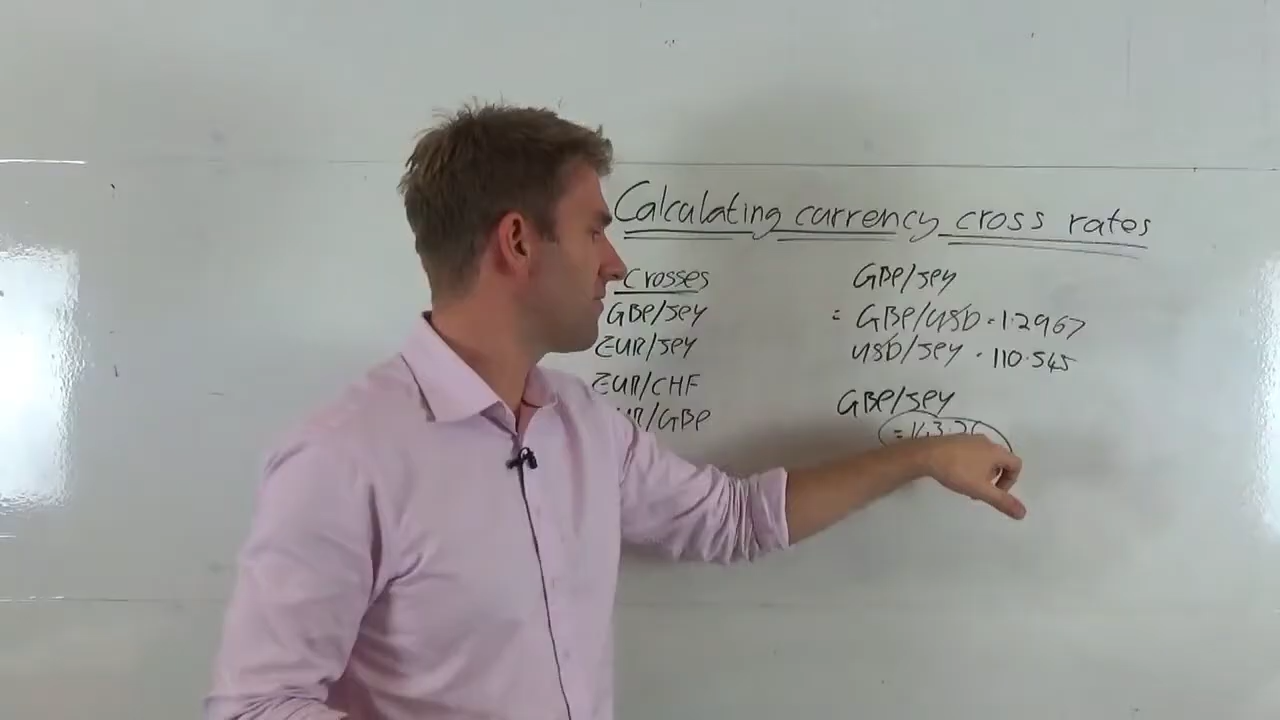 Calculating currency cross rates
Crosses
GBP/JPY
EUR/JPY
EUR/CHF
UR/GBP
GBP/JPY
= GBP/USD = 1.2967
USD/JPY = 110.545
GBP/JPY